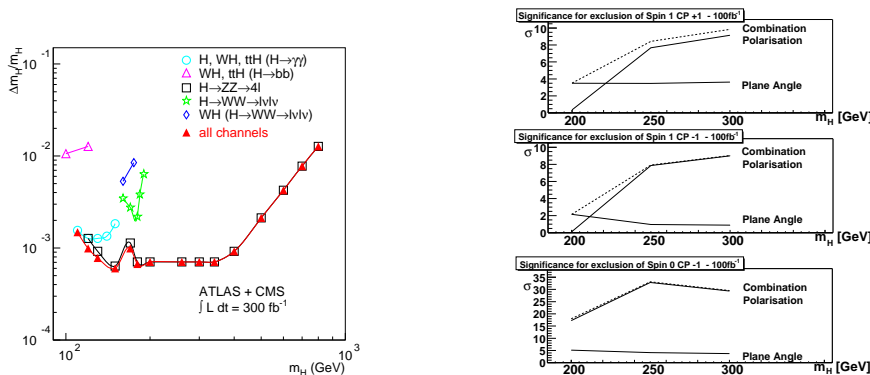 Δm_H/m_H
10⁻¹
10⁻²
10⁻³
10⁻⁴
H, WH, ttH (H→γγ)
WH, ttH (H→bb)
H→ZZ→4l
H→WW→lνlν
WH (H→WW→lνlν)
all channels
ATLAS + CMS
∫ L dt = 300 fb⁻¹
10²
10³
m_H (GeV)
Significance for exclusion of Spin 1 CP +1 - 100fb⁻¹
σ
10
8
6
4
2
0
Combination
Polarisation
Plane Angle
200
250
300
m_H [GeV]
Significance for exclusion of Spin 1 CP -1 - 100fb⁻¹
σ
10
8
6
4
2
0
Combination
Polarisation
Plane Angle
200
250
300
m_H [GeV]
Significance for exclusion of Spin 0 CP -1 - 100fb⁻¹
σ
35
30
25
20
15
10
5
0
Combination
Polarisation
Plane Angle
200
250
300
m_H [GeV]